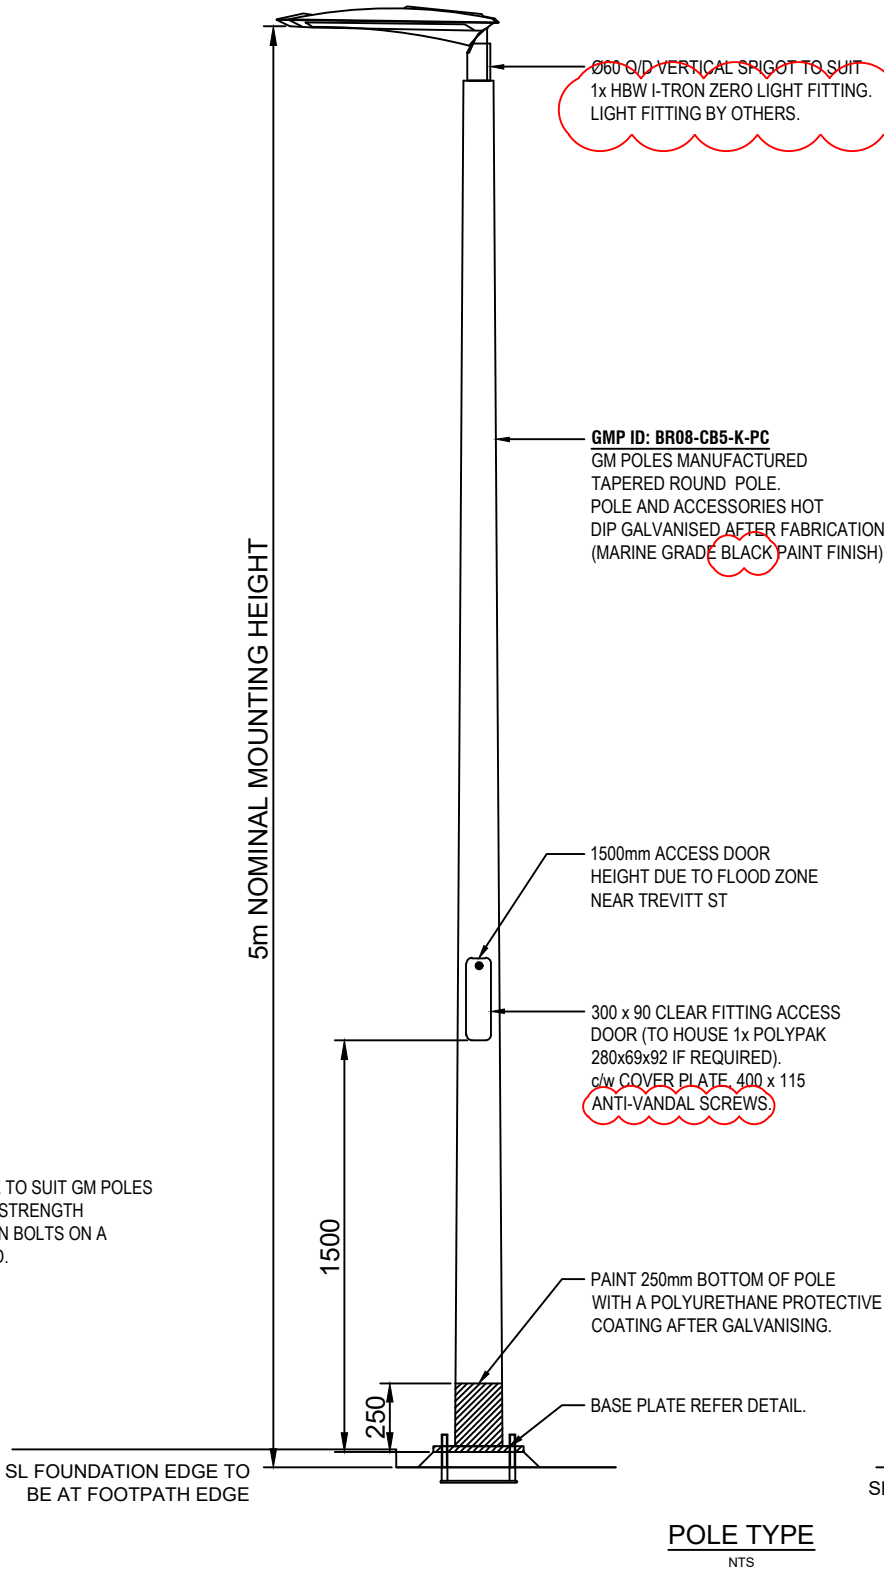 Ø60 O/D VERTICAL SPIGOT TO SUIT
1x HBW I-TRON ZERO LIGHT FITTING.
LIGHT FITTING BY OTHERS.
GMP ID: BR08-CB5-K-PC
GM POLES MANUFACTURED
TAPERED ROUND POLE.
POLE AND ACCESSORIES HOT
DIP GALVANISED AFTER FABRICATION
(MARINE GRADE BLACK PAINT FINISH)
5m NOMINAL MOUNTING HEIGHT
1500mm ACCESS DOOR
HEIGHT DUE TO FLOOD ZONE
NEAR TREVITT ST
300 x 90 CLEAR FITTING ACCESS
DOOR (TO HOUSE 1x POLYPAK
280x69x92 IF REQUIRED).
c/w COVER PLATE, 400 x 115
ANTI-VANDAL SCREWS.
TO SUIT GM POLES
STRENGTH
N BOLTS ON A
1500
PAINT 250mm BOTTOM OF POLE
WITH A POLYURETHANE PROTECTIVE
COATING AFTER GALVANISING.
250
BASE PLATE REFER DETAIL.
SL FOUNDATION EDGE TO
BE AT FOOTPATH EDGE
POLE TYPE
NTS